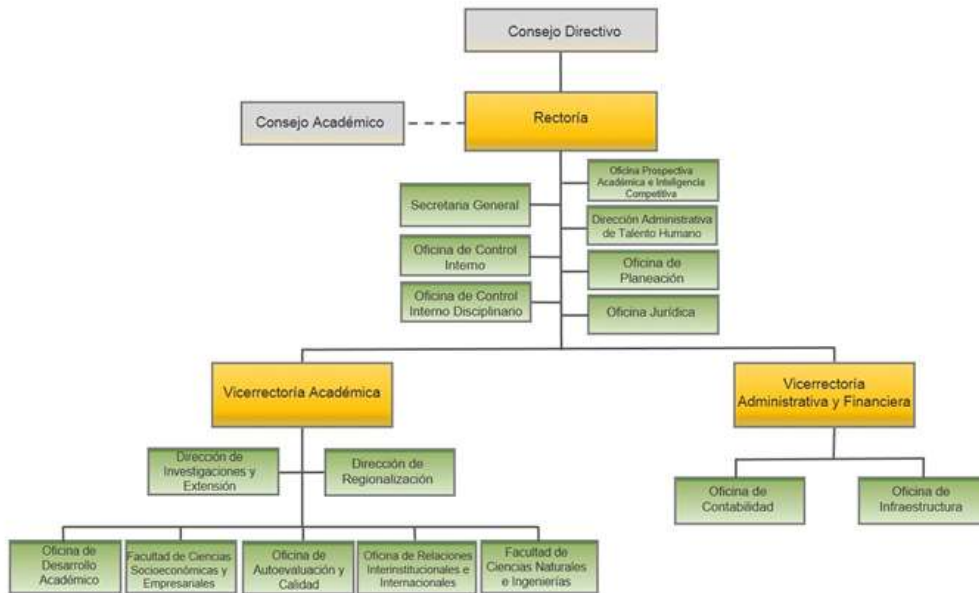 Consejo Directivo
Consejo Académico
Rectoría
Secretaria General
Oficina de Control
Interno
Oficina de Control
Interno Disciplinario
Oficina Prospectiva
Académica e Inteligencia
Competitiva
Dirección Administrativa
de Talento Humano
Oficina de
Planeación
Oficina Jurídica
Vicerrectoría Académica
Vicerrectoría
Administrativa y Financiera
Dirección de
Investigaciones y
Extensión
Dirección de
Regionalización
Oficina de
Contabilidad
Oficina de
Infraestructura
Oficina de
Desarrollo
Académico
Facultad de Ciencias
Socioeconómicas y
Empresariales
Oficina de
Autoevaluación y
Calidad
Oficina de Relaciones
Interinstitucionales e
Internacionales
Facultad de
Ciencias Naturales
e Ingenierías